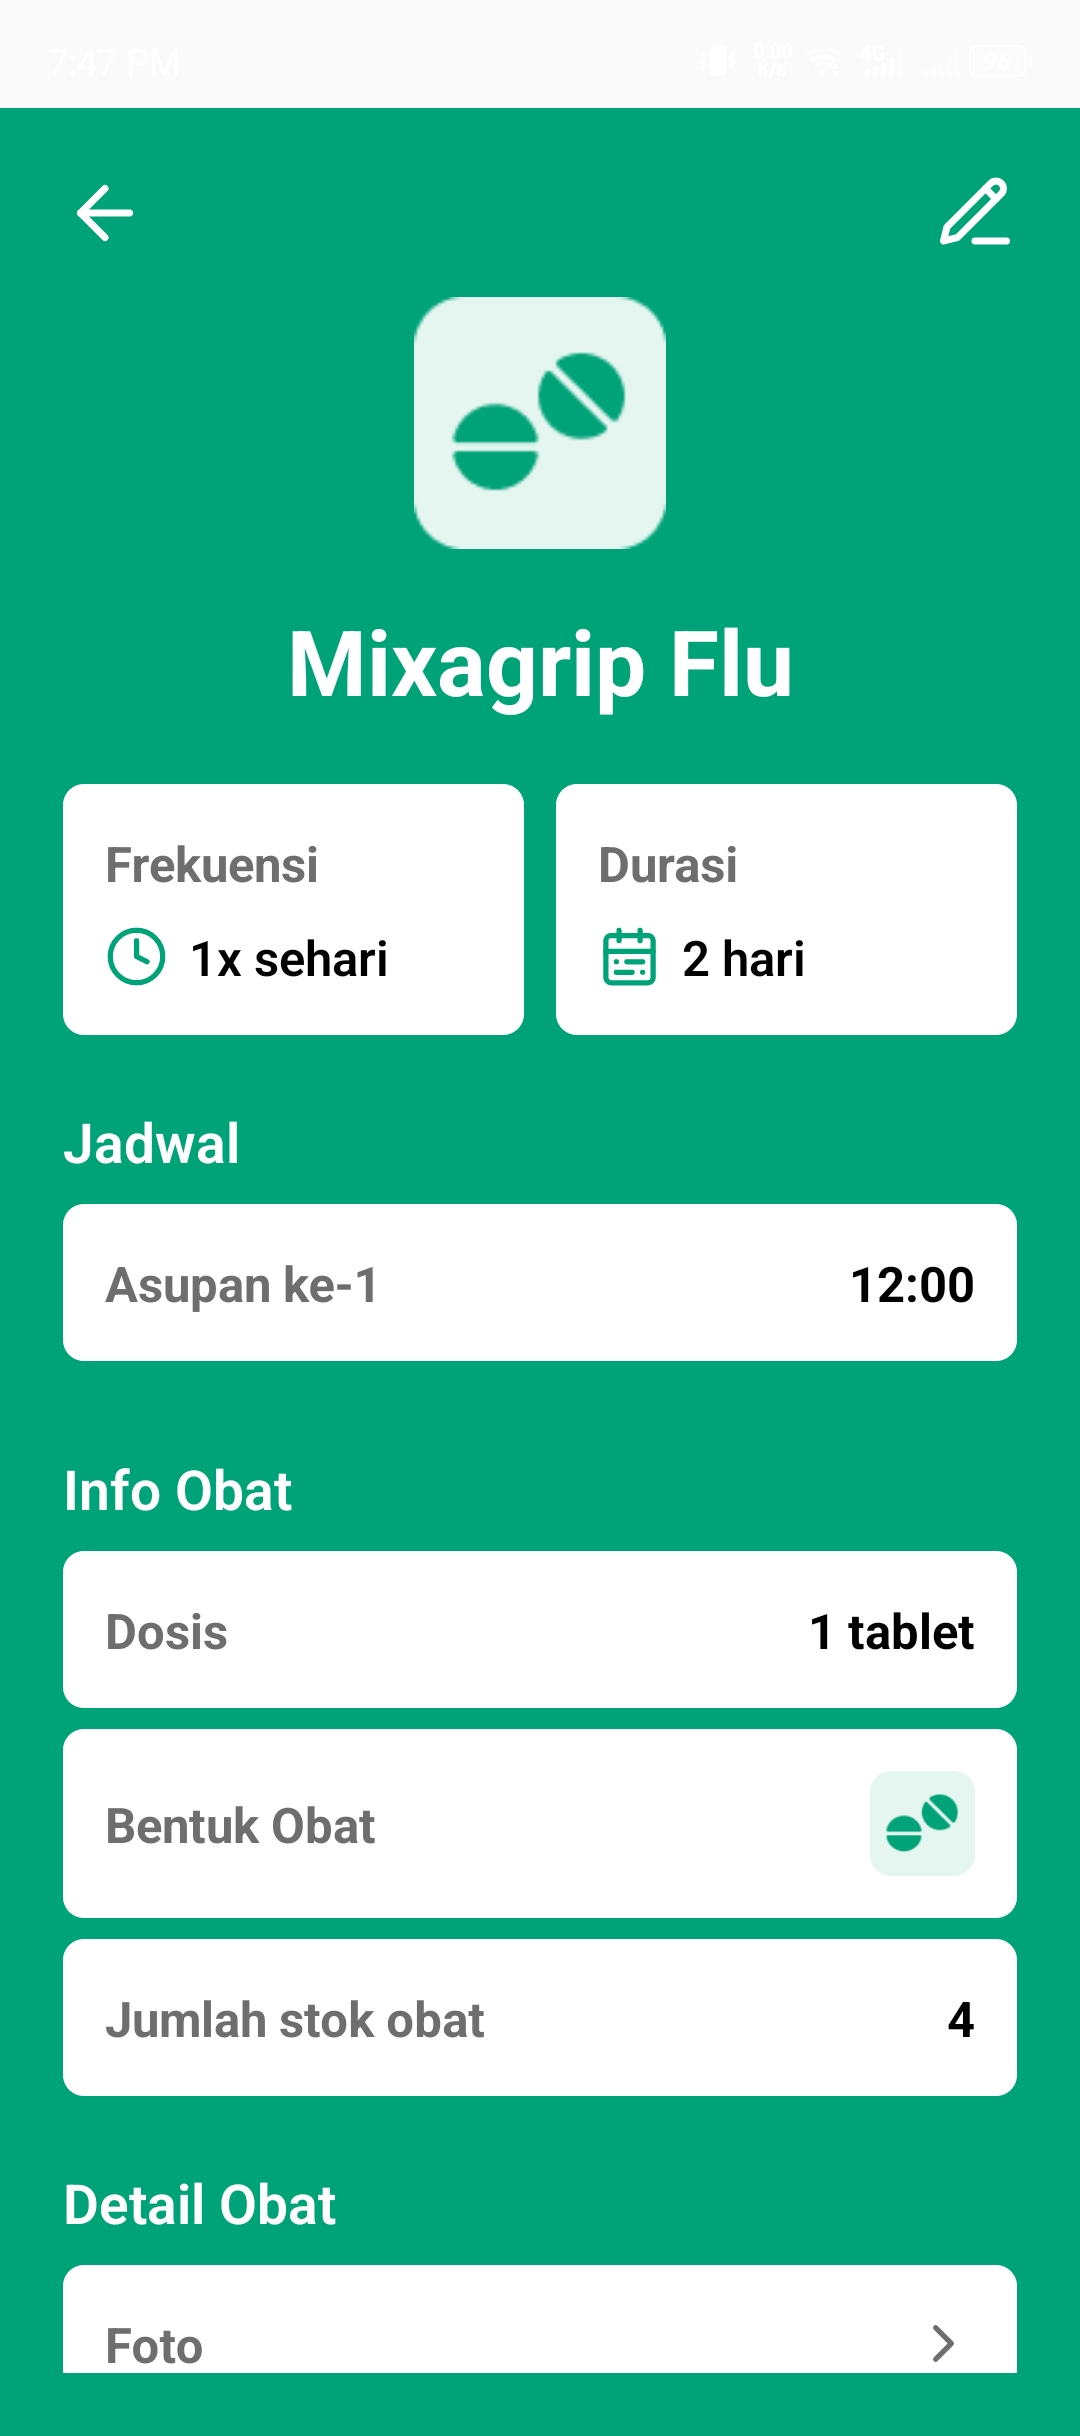 7:47 PM
0.00
K/S
4G
96
Mixagrip Flu
Frekuensi
1x sehari
Durasi
2 hari
Jadwal
Asupan ke-1
12:00
Info Obat
Dosis
1 tablet
Bentuk Obat
Jumlah stok obat
4
Detail Obat
Foto